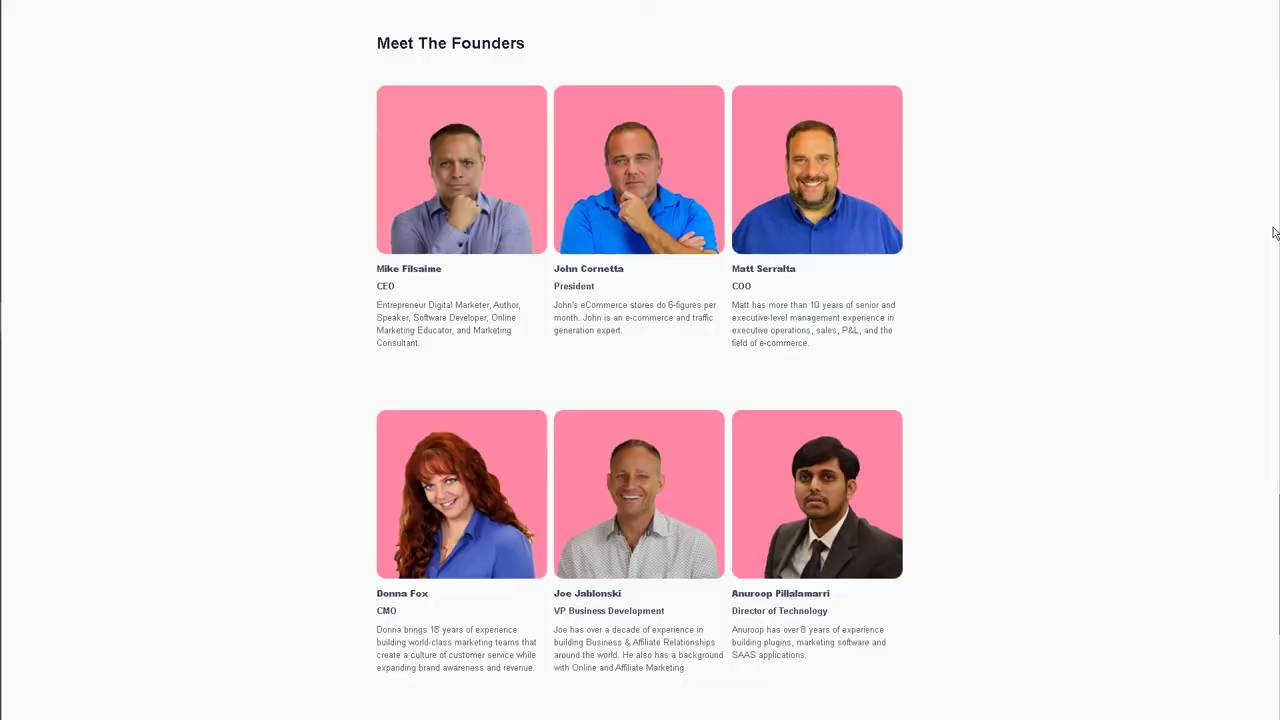 Meet The Founders
Mike Filsaime
CEO
Entrepreneur Digital Marketer, Author,
Speaker, Software Developer, Online
Marketing Educator, and Marketing
Consultant.
John Cornetta
President
John's eCommerce stores do 6-figures per
month. John is an e-commerce and traffic
generation expert.
Matt Serralta
COO
Matt has more than 10 years of senior and
executive-level management experience in
executive operations, sales, P&L, and the
field of e-commerce.
Donna Fox
CMO
Donna brings 18 years of experience
building world-class marketing teams that
create a culture of customer service while
expanding brand awareness and revenue.
Joe Jablonski
VP Business Development
Joe has over a decade of experience in
building Business & Affiliate Relationships
around the world. He also has a background
with Online and Affiliate Marketing.
Anuroop Pillalamarri
Director of Technology
Anuroop has over 8 years of experience
building plugins, marketing software and
SAAS applications.